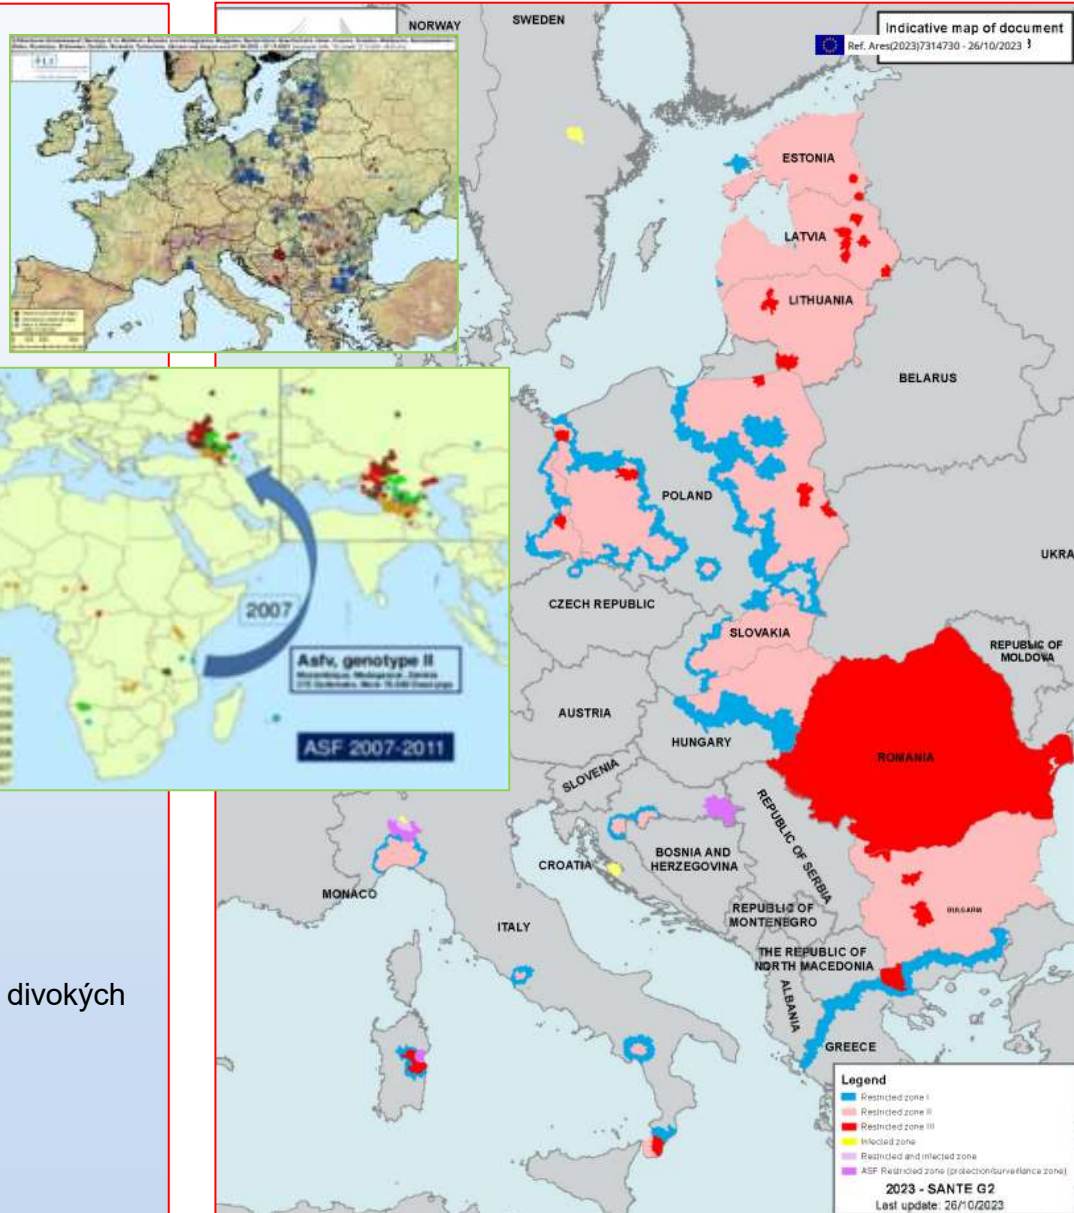 NORWAY
SWEDEN
Indicative map of document
Ref. Ares(2023)7314730 - 26/10/2023
ESTONIA
LATVIA
LITHUANIA
BELARUS
POLAND
UKRA
CZECH REPUBLIC
SLOVAKIA
REPUBLIC OF
MOLDOVA
AUSTRIA
HUNGARY
ROMANIA
SLOVENIA
REPUBLIC OF SERBIA
CROATIA
BOSNIA AND
HERZEGOVINA
MONACO
ITALY
REPUBLIC OF
MONTENEGRO
BULGARIA
THE REPUBLIC OF
NORTH MACEDONIA
ALBANIA
GREECE
Legend
Restricted zone I
Restricted zone II
Restricted zone III
Infected zone
Restricted and infected zone
ASF Restricted zone (protection/surveillance zone)
2023 - SANTE G2
Last update: 26/10/2023
2007
Asfv, genotype II
ASF 2007-2011
divokých